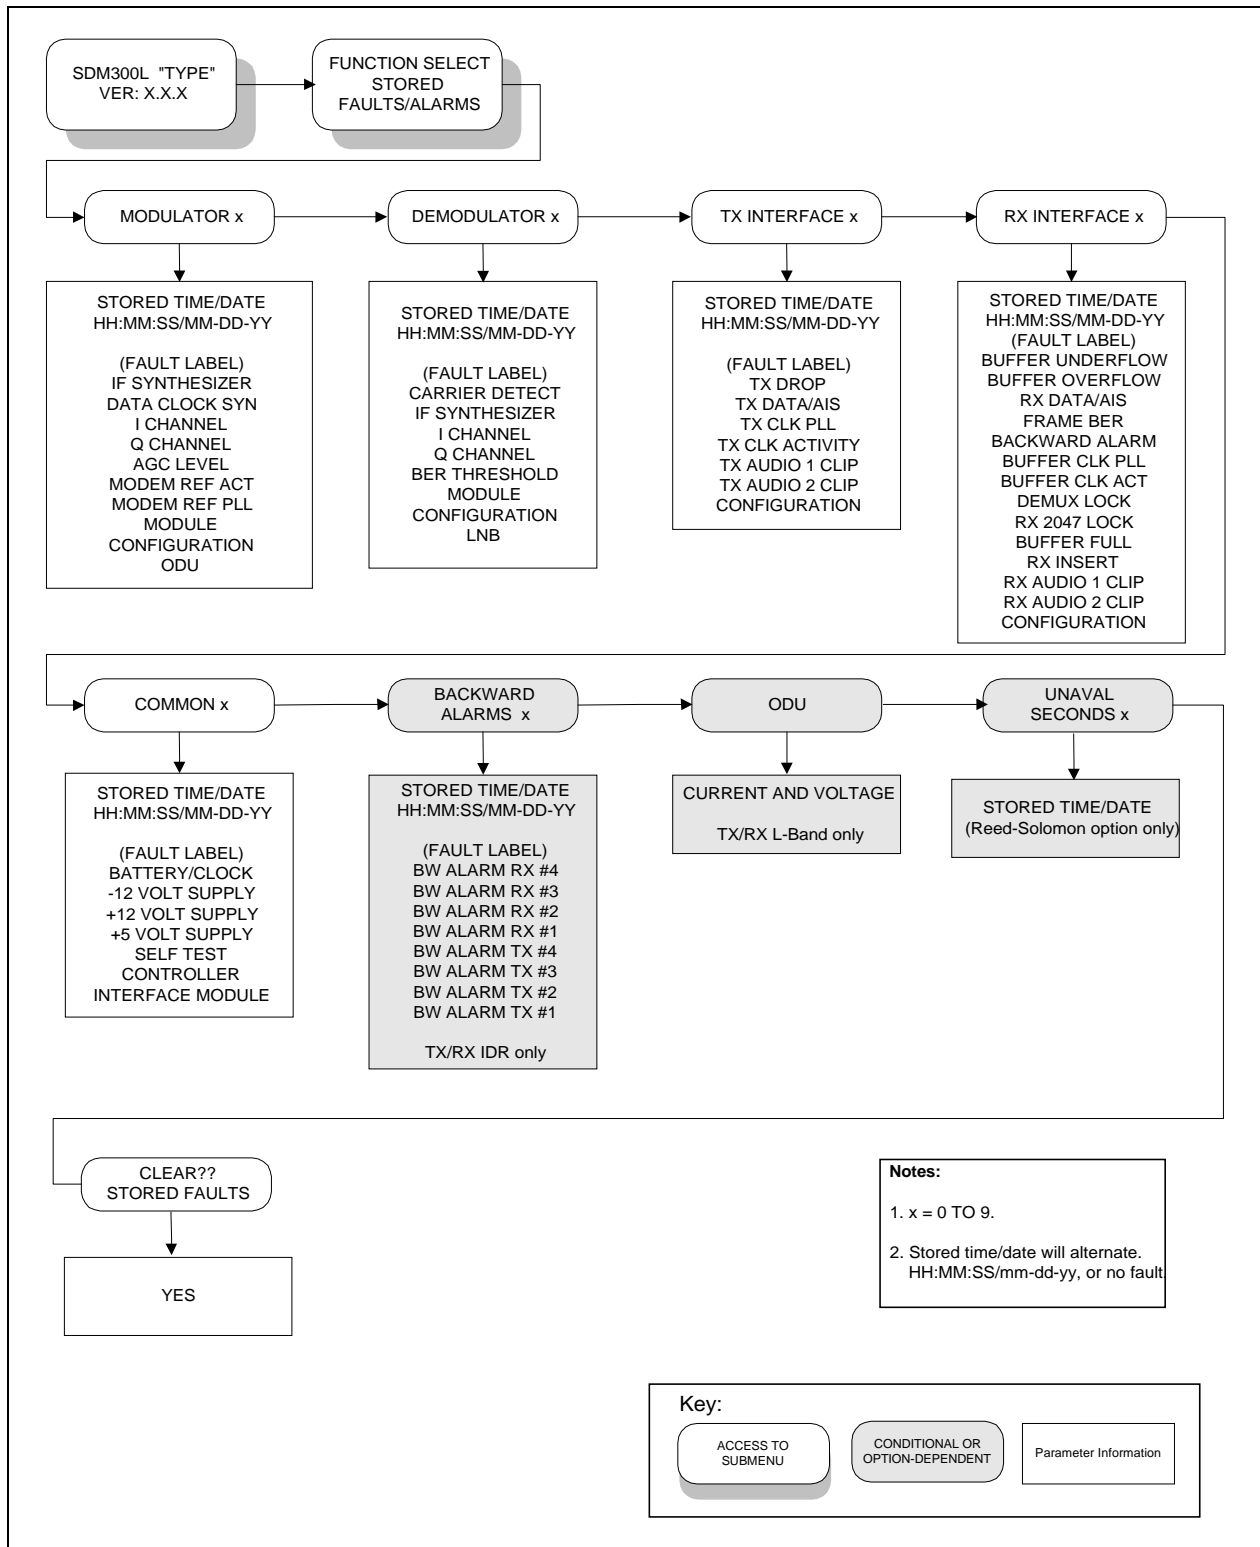 SDM300L "TYPE"
VER: X.X.X
FUNCTION SELECT
STORED
FAULTS/ALARMS
MODULATOR x
DEMODULATOR x
TX INTERFACE x
RX INTERFACE x
STORED TIME/DATE
HH:MM:SS/MM-DD-YY
(FAULT LABEL)
IF SYNTHESIZER
DATA CLOCK SYN
I CHANNEL
Q CHANNEL
AGC LEVEL
MODEM REF ACT
MODEM REF PLL
MODULE
CONFIGURATION
ODU
STORED TIME/DATE
HH:MM:SS/MM-DD-YY
(FAULT LABEL)
CARRIER DETECT
IF SYNTHESIZER
I CHANNEL
Q CHANNEL
BER THRESHOLD
MODULE
CONFIGURATION
LNB
STORED TIME/DATE
HH:MM:SS/MM-DD-YY
(FAULT LABEL)
TX DROP
TX DATA/AIS
TX CLK PLL
TX CLK ACTIVITY
TX AUDIO 1 CLIP
TX AUDIO 2 CLIP
CONFIGURATION
STORED TIME/DATE
HH:MM:SS/MM-DD-YY
(FAULT LABEL)
BUFFER UNDERFLOW
BUFFER OVERFLOW
RX DATA/AIS
FRAME BER
BACKWARD ALARM
BUFFER CLK PLL
BUFFER CLK ACT
DEMUX LOCK
RX 2047 LOCK
BUFFER FULL
RX INSERT
RX AUDIO 1 CLIP
RX AUDIO 2 CLIP
CONFIGURATION
COMMON x
BACKWARD
ALARMS x
ODU
UNAVAL
SECONDS x
STORED TIME/DATE
HH:MM:SS/MM-DD-YY
(FAULT LABEL)
BATTERY/CLOCK
-12 VOLT SUPPLY
+12 VOLT SUPPLY
+5 VOLT SUPPLY
SELF TEST
CONTROLLER
INTERFACE MODULE
STORED TIME/DATE
HH:MM:SS/MM-DD-YY
(FAULT LABEL)
BW ALARM RX #4
BW ALARM RX #3
BW ALARM RX #2
BW ALARM RX #1
BW ALARM TX #4
BW ALARM TX #3
BW ALARM TX #2
BW ALARM TX #1
TX/RX IDR only
CURRENT AND VOLTAGE
TX/RX L-Band only
STORED TIME/DATE
(Reed-Solomon option only)
CLEAR??
STORED FAULTS
YES
Notes:
1. x = 0 TO 9.
2. Stored time/date will alternate.
HH:MM:SS/mm-dd-yy, or no fault.
Key:
ACCESS TO
SUBMENU
CONDITIONAL OR
OPTION-DEPENDENT
Parameter Information